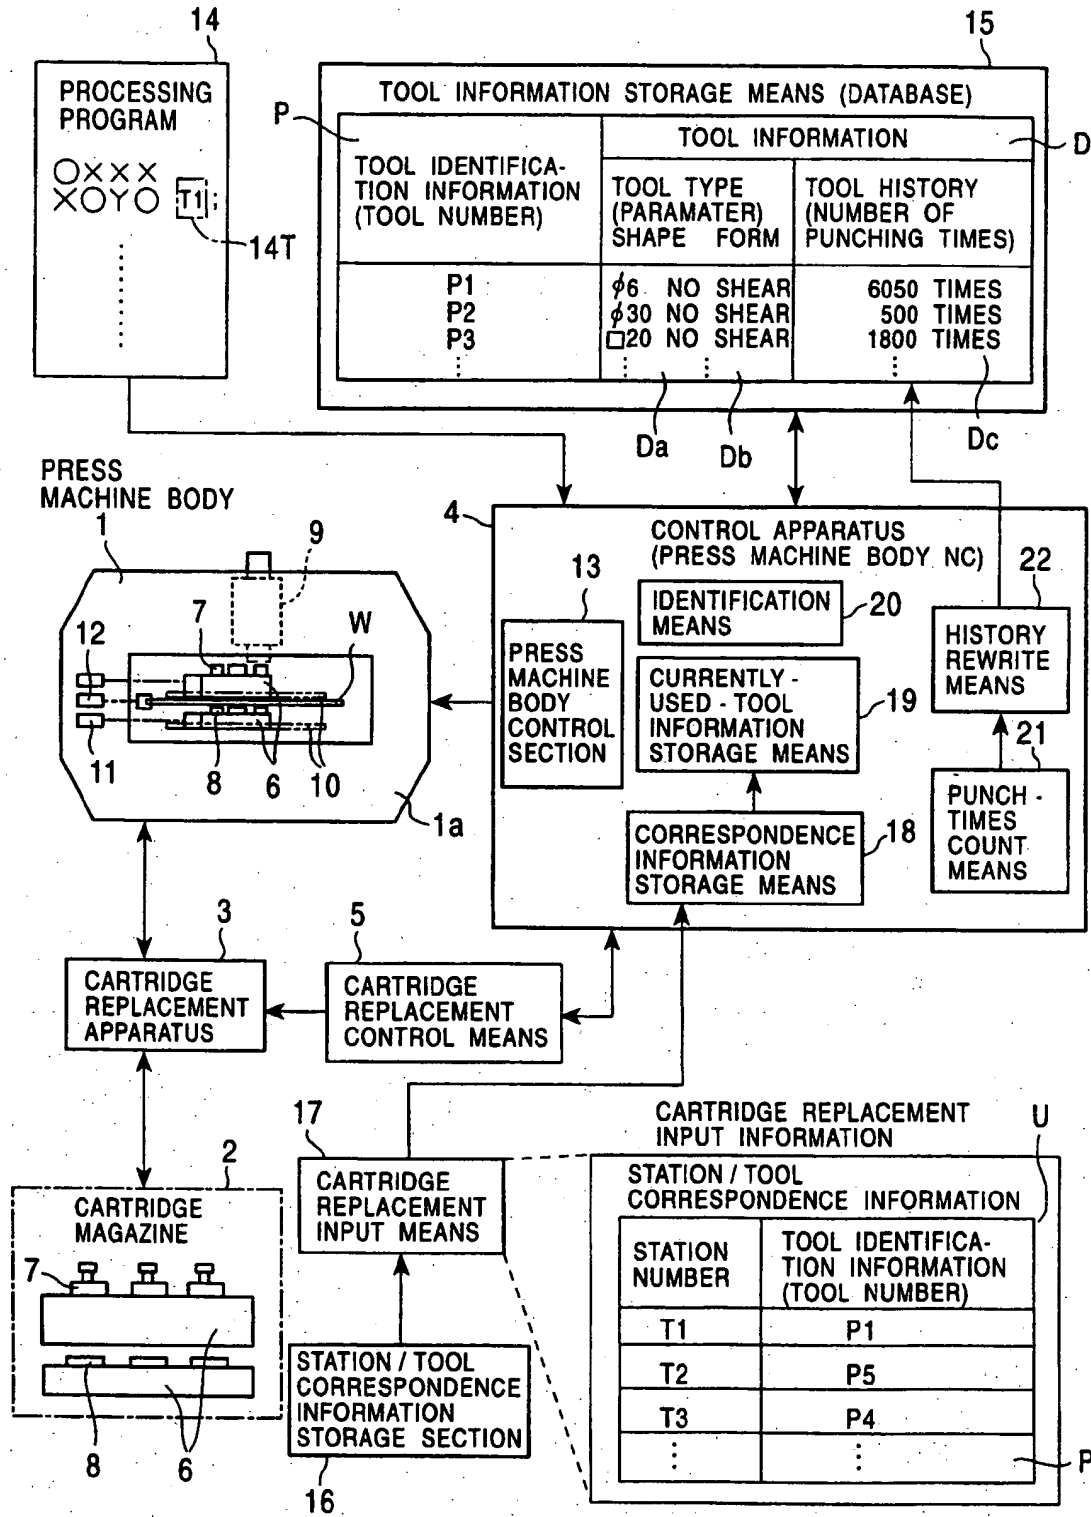 14
PROCESSING
PROGRAM
○×××
×○Y○ T1 ;
14T
15
TOOL INFORMATION STORAGE MEANS (DATABASE)
P
TOOL IDENTIFICA-
TION INFORMATION
(TOOL NUMBER)
TOOL INFORMATION
D
TOOL TYPE
(PARAMATER)
SHAPE FORM
TOOL HISTORY
(NUMBER OF
PUNCHING TIMES)
P1 ϕ6 NO SHEAR 6050 TIMES
P2 ϕ30 NO SHEAR 500 TIMES
P3 □20 NO SHEAR 1800 TIMES
Da
Db
Dc
PRESS
MACHINE BODY
1
9
12
7
W
11
8
6
10
1a
4
CONTROL APPARATUS
(PRESS MACHINE BODY NC)
13
PRESS
MACHINE
BODY
CONTROL
SECTION
IDENTIFICATION
MEANS
20
CURRENTLY -
USED - TOOL
INFORMATION
STORAGE MEANS
19
CORRESPONDENCE
INFORMATION
STORAGE MEANS
18
22
HISTORY
REWRITE
MEANS
21
PUNCH -
TIMES
COUNT
MEANS
3
CARTRIDGE
REPLACEMENT
APPARATUS
5
CARTRIDGE
REPLACEMENT
CONTROL MEANS
2
CARTRIDGE
MAGAZINE
7
8
6
17
CARTRIDGE
REPLACEMENT
INPUT MEANS
STATION / TOOL
CORRESPONDENCE
INFORMATION
STORAGE SECTION
16
CARTRIDGE REPLACEMENT
INPUT INFORMATION
U
STATION / TOOL
CORRESPONDENCE INFORMATION
STATION
NUMBER
TOOL IDENTIFICA-
TION INFORMATION
(TOOL NUMBER)
T1 P1
T2 P5
T3 P4
P